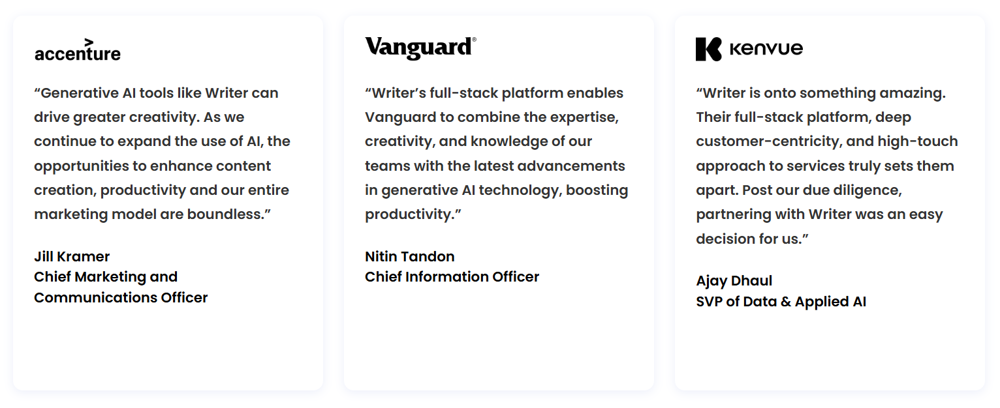 accenture
“Generative AI tools like Writer can
drive greater creativity. As we
continue to expand the use of AI, the
opportunities to enhance content
creation, productivity and our entire
marketing model are boundless.”
Jill Kramer
Chief Marketing and
Communications Officer
Vanguard®
“Writer’s full-stack platform enables
Vanguard to combine the expertise,
creativity, and knowledge of our
teams with the latest advancements
in generative AI technology, boosting
productivity.”
Nitin Tandon
Chief Information Officer
K kenvue
“Writer is onto something amazing.
Their full-stack platform, deep
customer-centricity, and high-touch
approach to services truly sets them
apart. Post our due diligence,
partnering with Writer was an easy
decision for us.”
Ajay Dhaul
SVP of Data & Applied AI